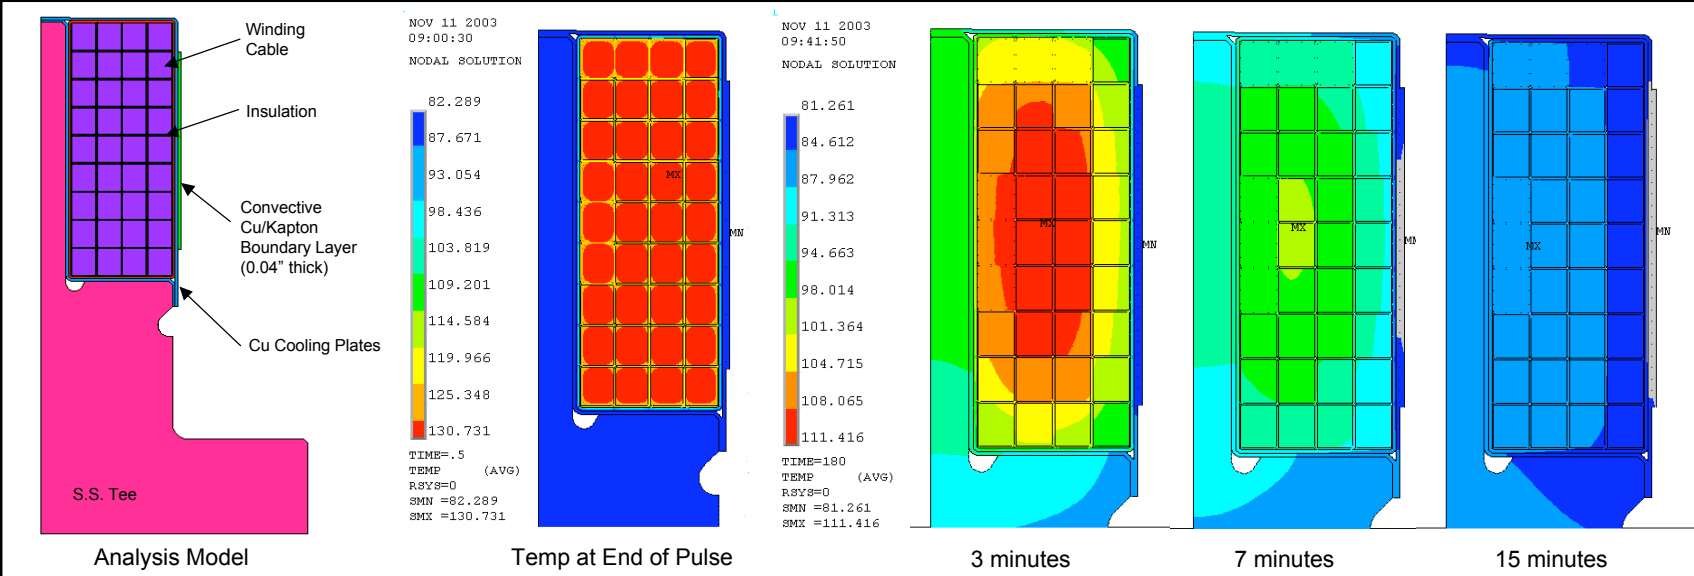 Winding
Cable
Insulation
Convective
Cu/Kapton
Boundary Layer
(0.04” thick)
Cu Cooling Plates
S.S. Tee
Analysis Model
NOV 11 2003
09:00:30
NODAL SOLUTION
82.289
87.671
93.054
98.436
103.819
109.201
114.584
119.966
125.348
130.731
TIME=.5
TEMP (AVG)
RSYS=0
SMN =82.289
SMX =130.731
MX
MN
Temp at End of Pulse
NOV 11 2003
09:41:50
NODAL SOLUTION
81.261
84.612
87.962
91.313
94.663
98.014
101.364
104.715
108.065
111.416
TIME=180
TEMP (AVG)
RSYS=0
SMN =81.261
SMX =111.416
MX
MN
3 minutes
MX
MN
7 minutes
MX
MN
15 minutes